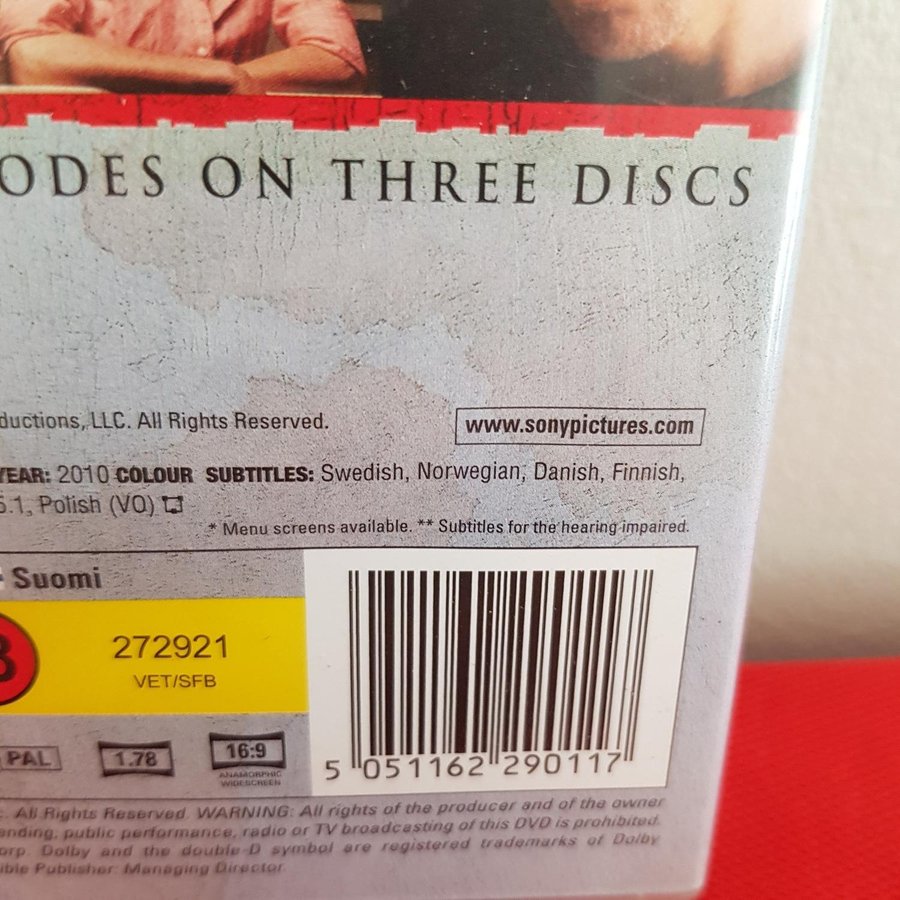 ODES ON THREE DISCS
ductions, LLC. All Rights Reserved.
www.sonypictures.com
YEAR: 2010 COLOUR SUBTITLES: Swedish, Norwegian, Danish, Finnish,
5.1, Polish (VO)
* Menu screens available. ** Subtitles for the hearing impaired.
Suomi
272921
VET/SFB
PAL
1.78
16:9
ANAMORPHIC
WIDESCREEN
5 051162 290117
c. All Rights Reserved. WARNING: All rights of the producer and of the owner
ending, public performance, radio or TV broadcasting of this DVD is prohibited.
orp. Dolby and the double-D symbol are registered trademarks of Dolby
ible Publisher: Managing Director